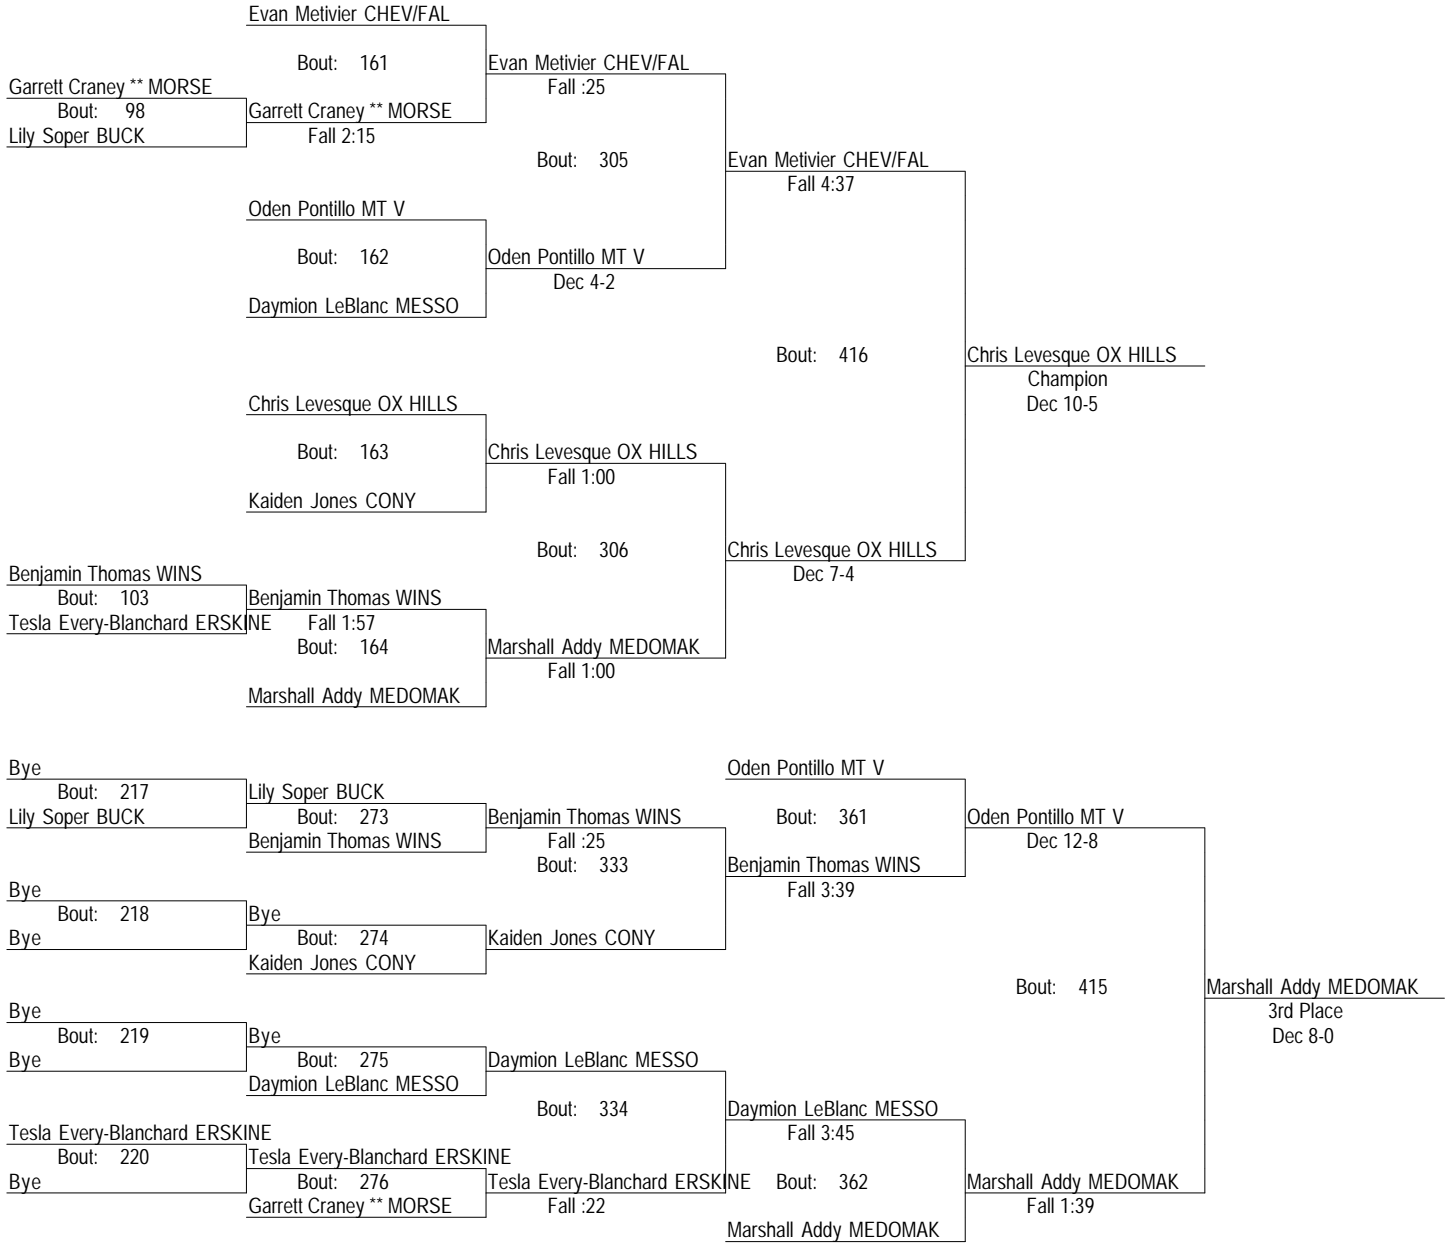 Evan Metivier CHEV/FAL
Bout: 161
Evan Metivier CHEV/FAL
Garrett Craney ** MORSE
Fall :25
Bout: 98
Garrett Craney ** MORSE
Lily Soper BUCK
Fall 2:15
Bout: 305
Evan Metivier CHEV/FAL
Fall 4:37
Oden Pontillo MT V
Bout: 162
Oden Pontillo MT V
Dec 4-2
Daymion LeBlanc MESSO
Bout: 416
Chris Levesque OX HILLS
Champion
Dec 10-5
Chris Levesque OX HILLS
Bout: 163
Chris Levesque OX HILLS
Fall 1:00
Kaiden Jones CONY
Bout: 306
Chris Levesque OX HILLS
Dec 7-4
Benjamin Thomas WINS
Bout: 103
Benjamin Thomas WINS
Tesla Every-Blanchard ERSKINE
Fall 1:57
Bout: 164
Marshall Addy MEDOMAK
Fall 1:00
Marshall Addy MEDOMAK
Bye
Oden Pontillo MT V
Bout: 217
Lily Soper BUCK
Lily Soper BUCK
Bout: 273
Benjamin Thomas WINS
Bout: 361
Oden Pontillo MT V
Benjamin Thomas WINS
Fall :25
Dec 12-8
Bout: 333
Benjamin Thomas WINS
Bye
Fall 3:39
Bout: 218
Bye
Bye
Bout: 274
Kaiden Jones CONY
Kaiden Jones CONY
Bout: 415
Marshall Addy MEDOMAK
Bye
3rd Place
Bout: 219
Bye
Dec 8-0
Bye
Bout: 275
Daymion LeBlanc MESSO
Daymion LeBlanc MESSO
Bout: 334
Daymion LeBlanc MESSO
Tesla Every-Blanchard ERSKINE
Fall 3:45
Bout: 220
Tesla Every-Blanchard ERSKINE
Bye
Bout: 276
Tesla Every-Blanchard ERSKINE
Bout: 362
Marshall Addy MEDOMAK
Garrett Craney ** MORSE
Fall :22
Fall 1:39
Marshall Addy MEDOMAK